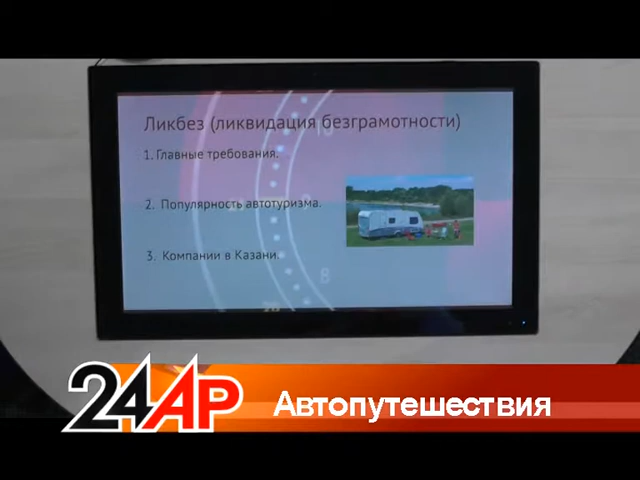 Ликбез (ликвидация безграмотности)
1. Главные требования.
2. Популярность автотуризма.
3. Компании в Казани.
24АР
Автопутешествия